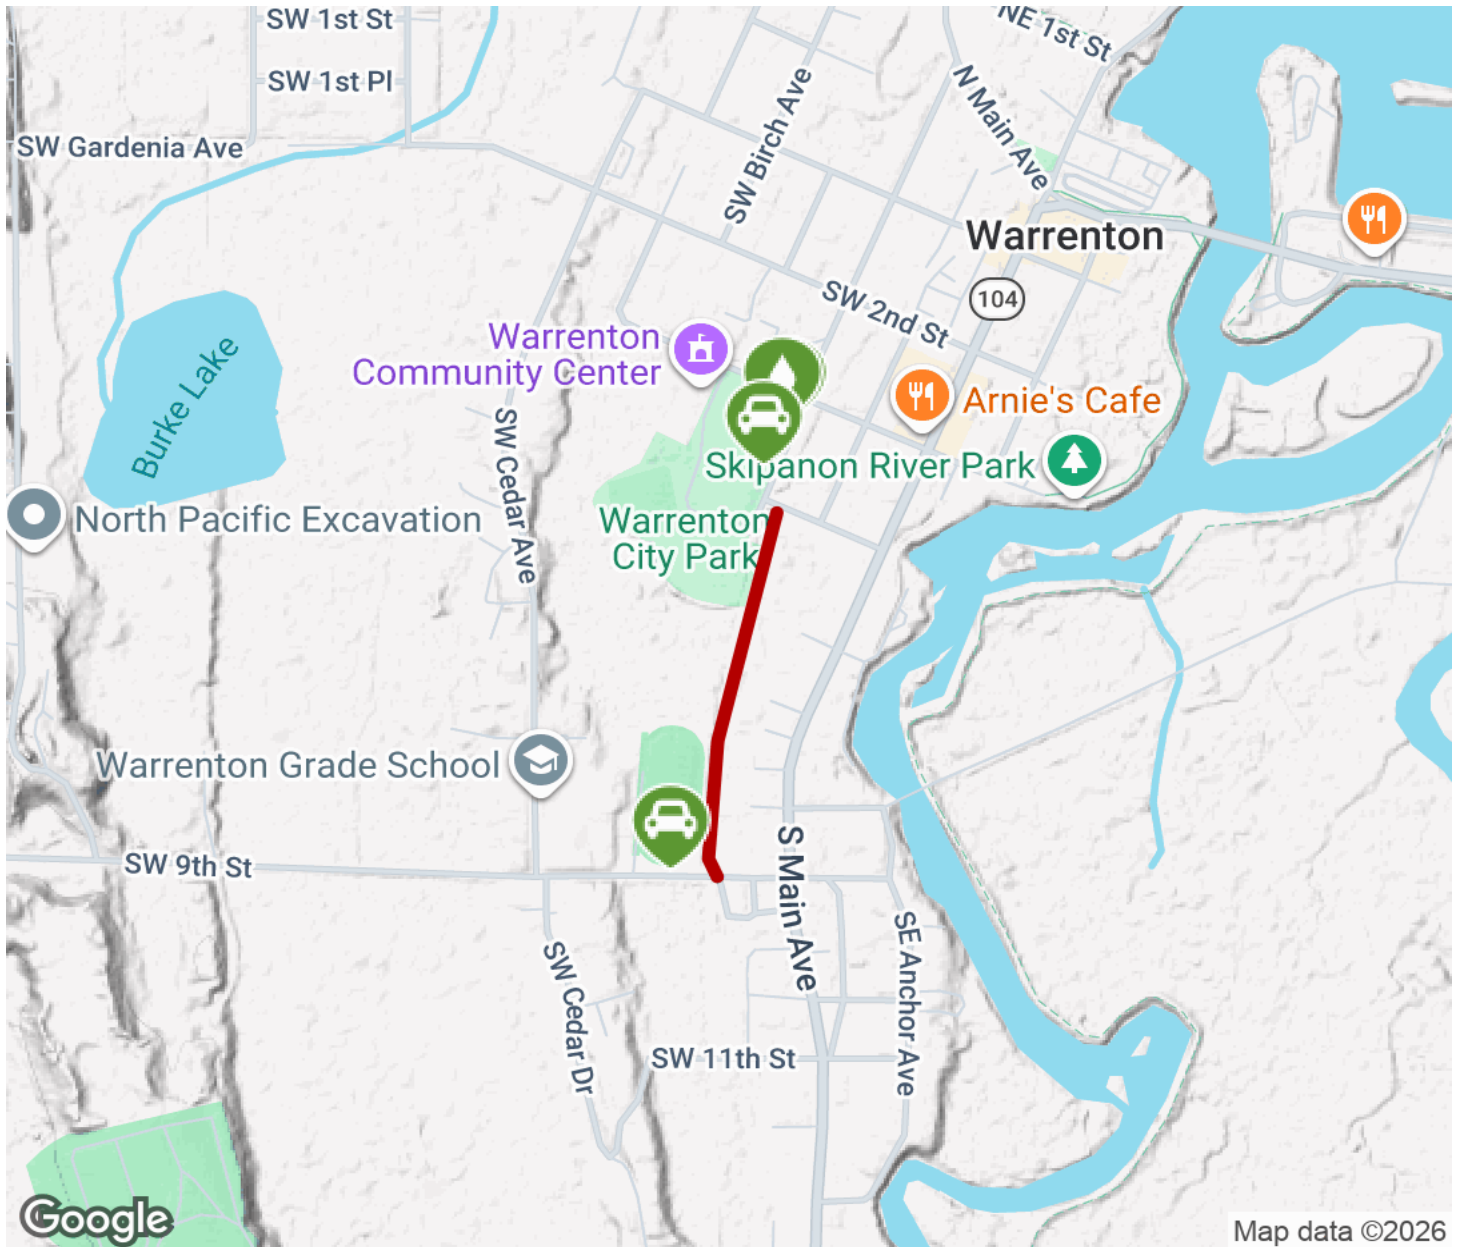 SW 1st St
NE 1st St
SW 1st Pl
N Main Ave
SW Birch Ave
SW Gardenia Ave
Warrenton
104
SW 2nd St
Warrenton
Community Center
Burke Lake
Arnie's Cafe
SW Cedar Ave
Skipanon River Park
North Pacific Excavation
Warrenton
City Park
Warrenton Grade School
S Main Ave
SW 9th St
SE Anchor Ave
SW Cedar Dr
SW 11th St
Google
Map data ©2026